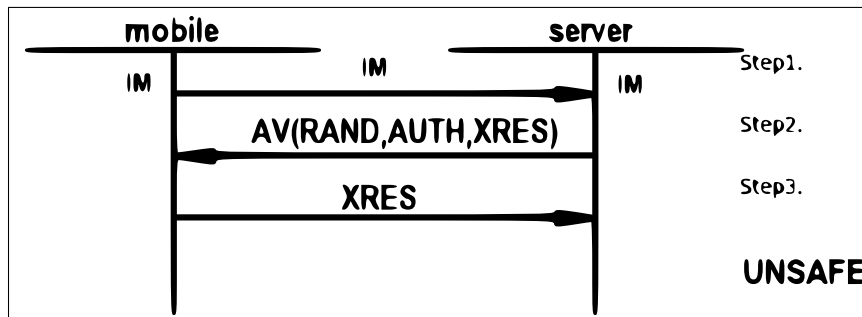 mobile server
IM IM IM Step1.
AV(RAND,AUTH,XRES) Step2.
XRES Step3.
UNSAFE